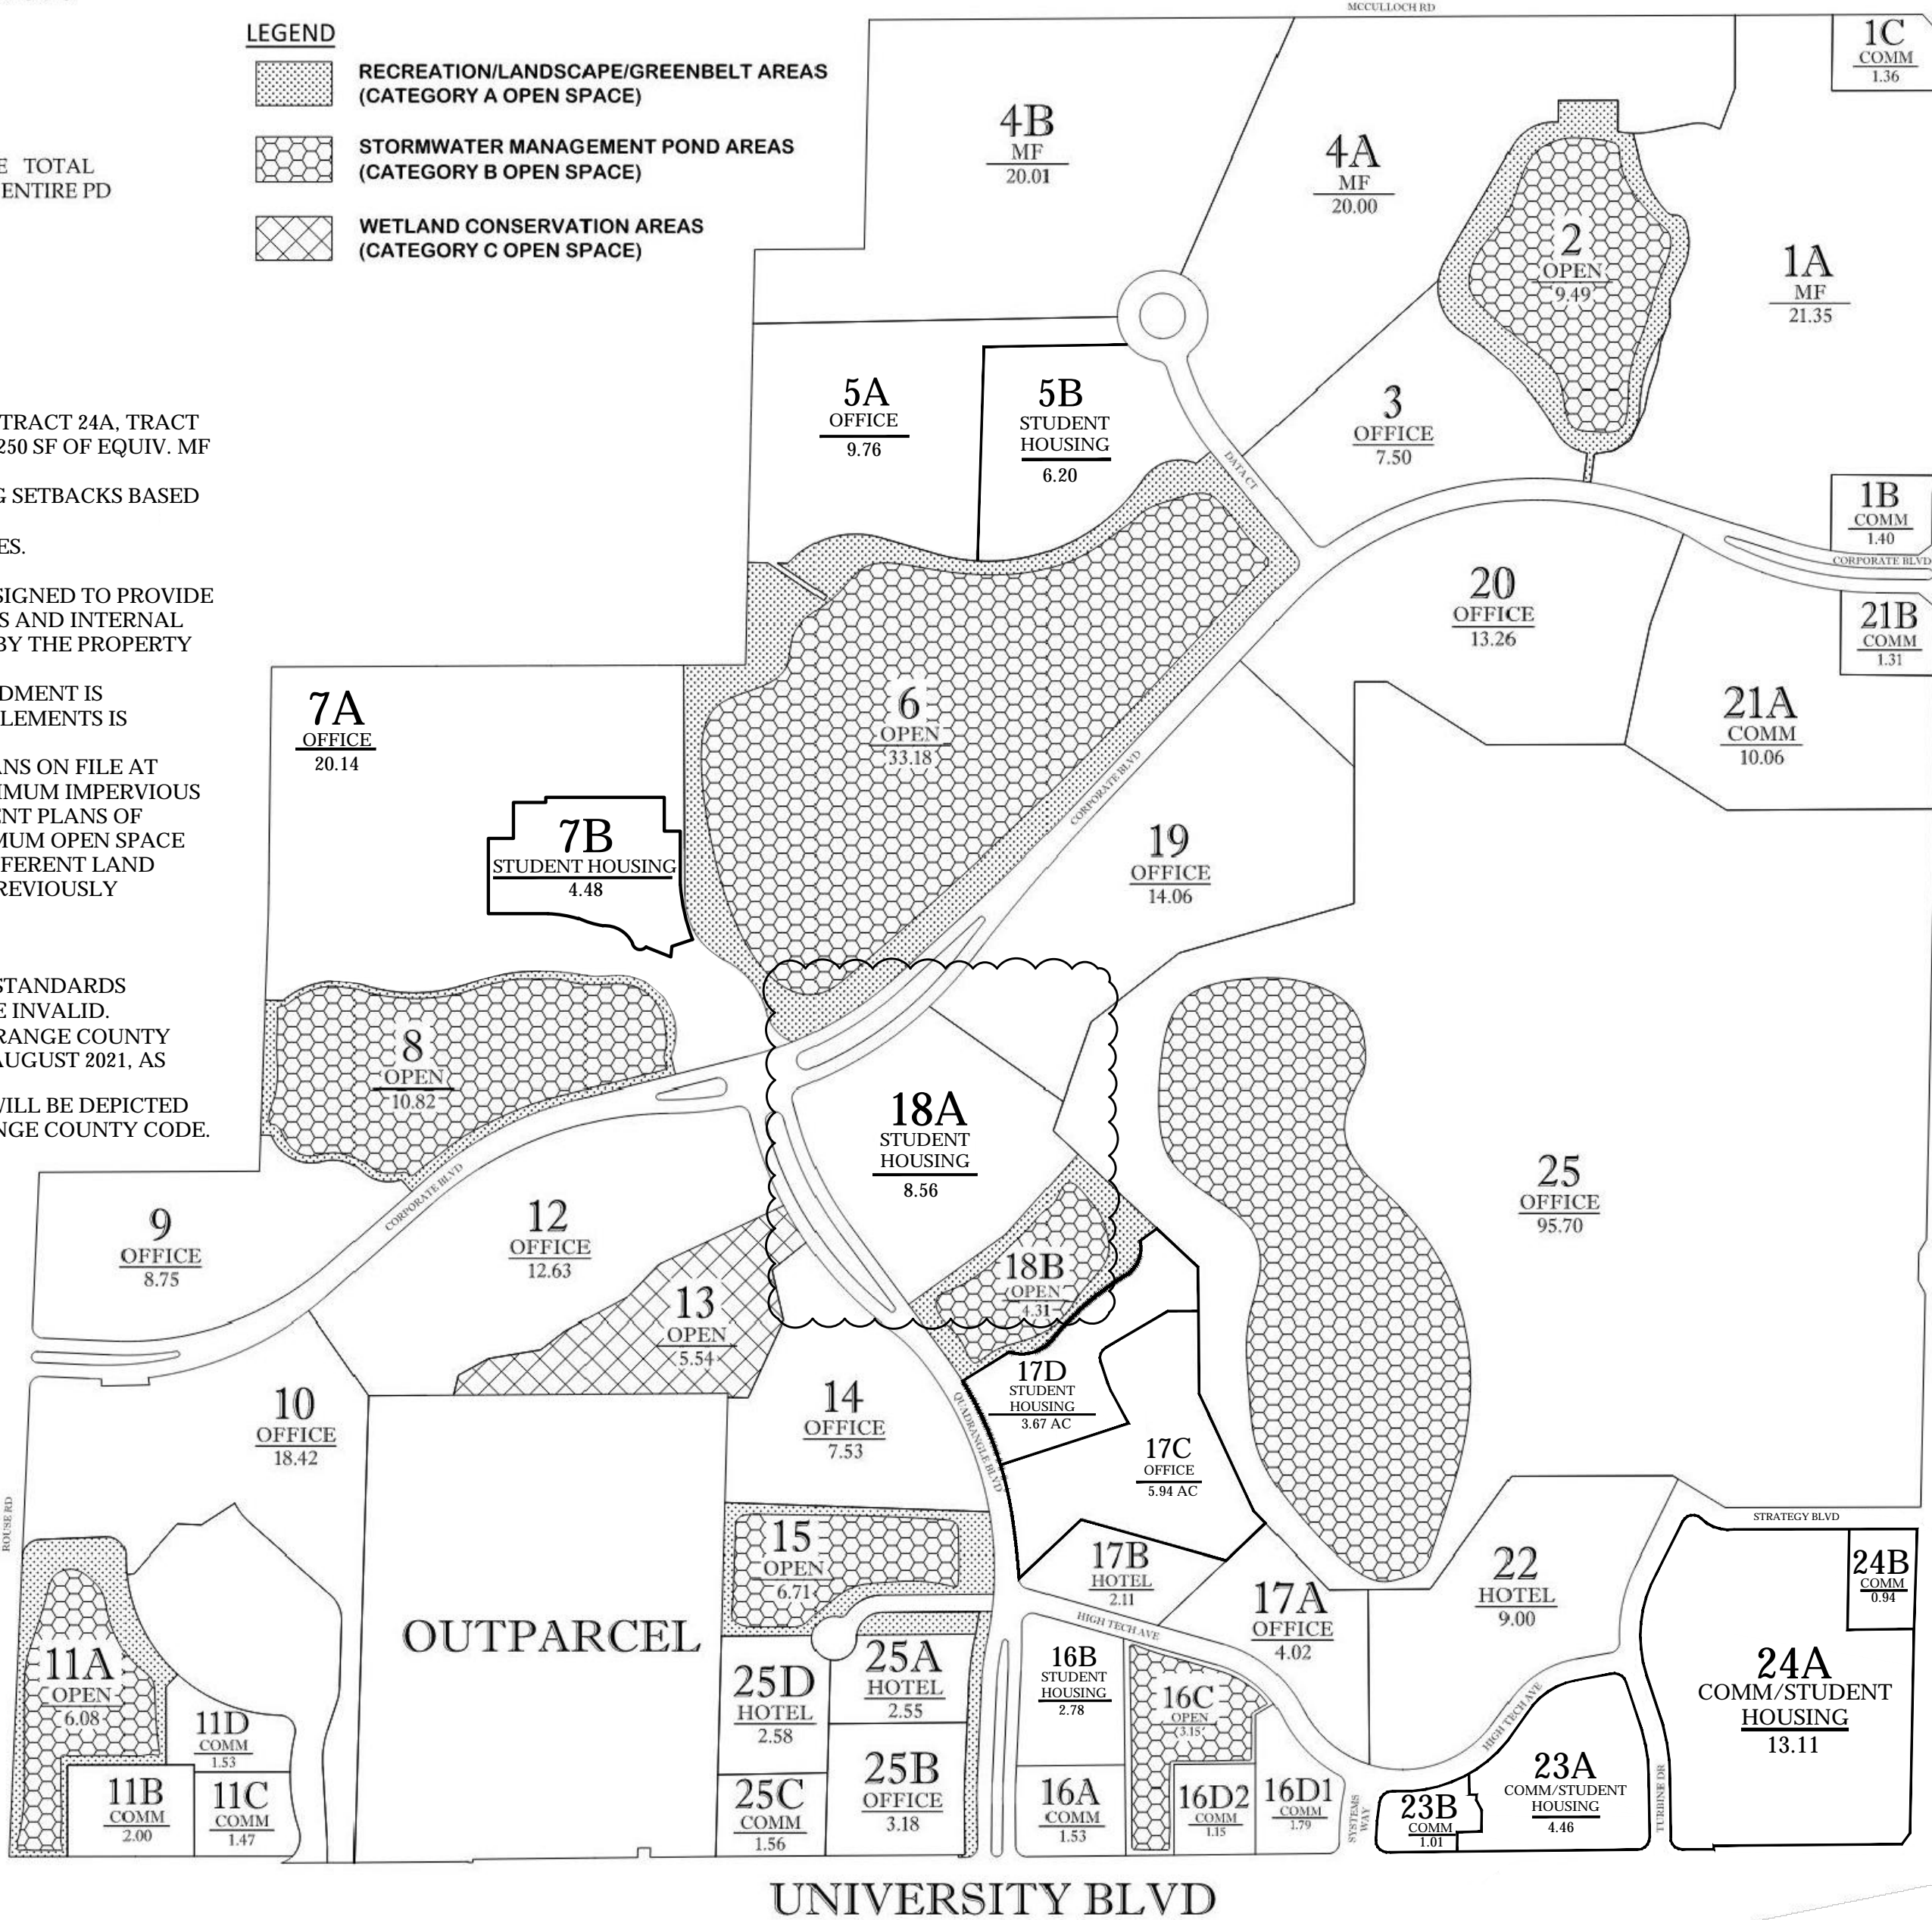 MCCULLOCH RD
LEGEND
RECREATION/LANDSCAPE/GREENBELT AREAS
(CATEGORY A OPEN SPACE)
STORMWATER MANAGEMENT POND AREAS
(CATEGORY B OPEN SPACE)
WETLAND CONSERVATION AREAS
(CATEGORY C OPEN SPACE)
E TOTAL
ENTIRE PD
TRACT 24A, TRACT
250 SF OF EQUIV. MF
G SETBACKS BASED
ES.
SIGNED TO PROVIDE
S AND INTERNAL
BY THE PROPERTY
DMENT IS
LEMENTS IS
ANS ON FILE AT
IMUM IMPERVIOUS
ENT PLANS OF
MUM OPEN SPACE
FERENT LAND
REVIOUSLY
STANDARDS
E INVALID.
RANGE COUNTY
AUGUST 2021, AS
WILL BE DEPICTED
NGE COUNTY CODE.
1C
COMM
1.36
4B
MF
20.01
4A
MF
20.00
2
OPEN
9.49
1A
MF
21.35
5A
OFFICE
9.76
5B
STUDENT
HOUSING
6.20
3
OFFICE
7.50
DATA CT
1B
COMM
1.40
CORPORATE BLVD
20
OFFICE
13.26
21B
COMM
1.31
21A
COMM
10.06
7A
OFFICE
20.14
6
OPEN
33.18
CORPORATE BLVD
7B
STUDENT HOUSING
4.48
19
OFFICE
14.06
8
OPEN
10.82
18A
STUDENT
HOUSING
8.56
25
OFFICE
95.70
CORPORATE BLVD
9
OFFICE
8.75
12
OFFICE
12.63
13
OPEN
5.54
18B
OPEN
4.31
17D
STUDENT
HOUSING
3.67 AC
10
OFFICE
18.42
14
OFFICE
7.53
QUADRANGLE BLVD
17C
OFFICE
5.94 AC
ROUSE RD
STRATEGY BLVD
15
OPEN
6.71
17B
HOTEL
2.11
22
HOTEL
9.00
24B
COMM
0.94
OUTPARCEL
HIGH TECH AVE
17A
OFFICE
4.02
11A
OPEN
6.08
25D
HOTEL
2.58
25A
HOTEL
2.55
16B
STUDENT
HOUSING
2.78
16C
OPEN
3.15
24A
COMM/STUDENT
HOUSING
13.11
11D
COMM
1.53
HIGH TECH AVE
11B
COMM
2.00
11C
COMM
1.47
25C
COMM
1.56
25B
OFFICE
3.18
16A
COMM
1.53
16D2
COMM
1.15
16D1
COMM
1.79
SYSTEMS
WAY
23B
COMM
1.01
23A
COMM/STUDENT
HOUSING
4.46
TURBINE DR
UNIVERSITY BLVD